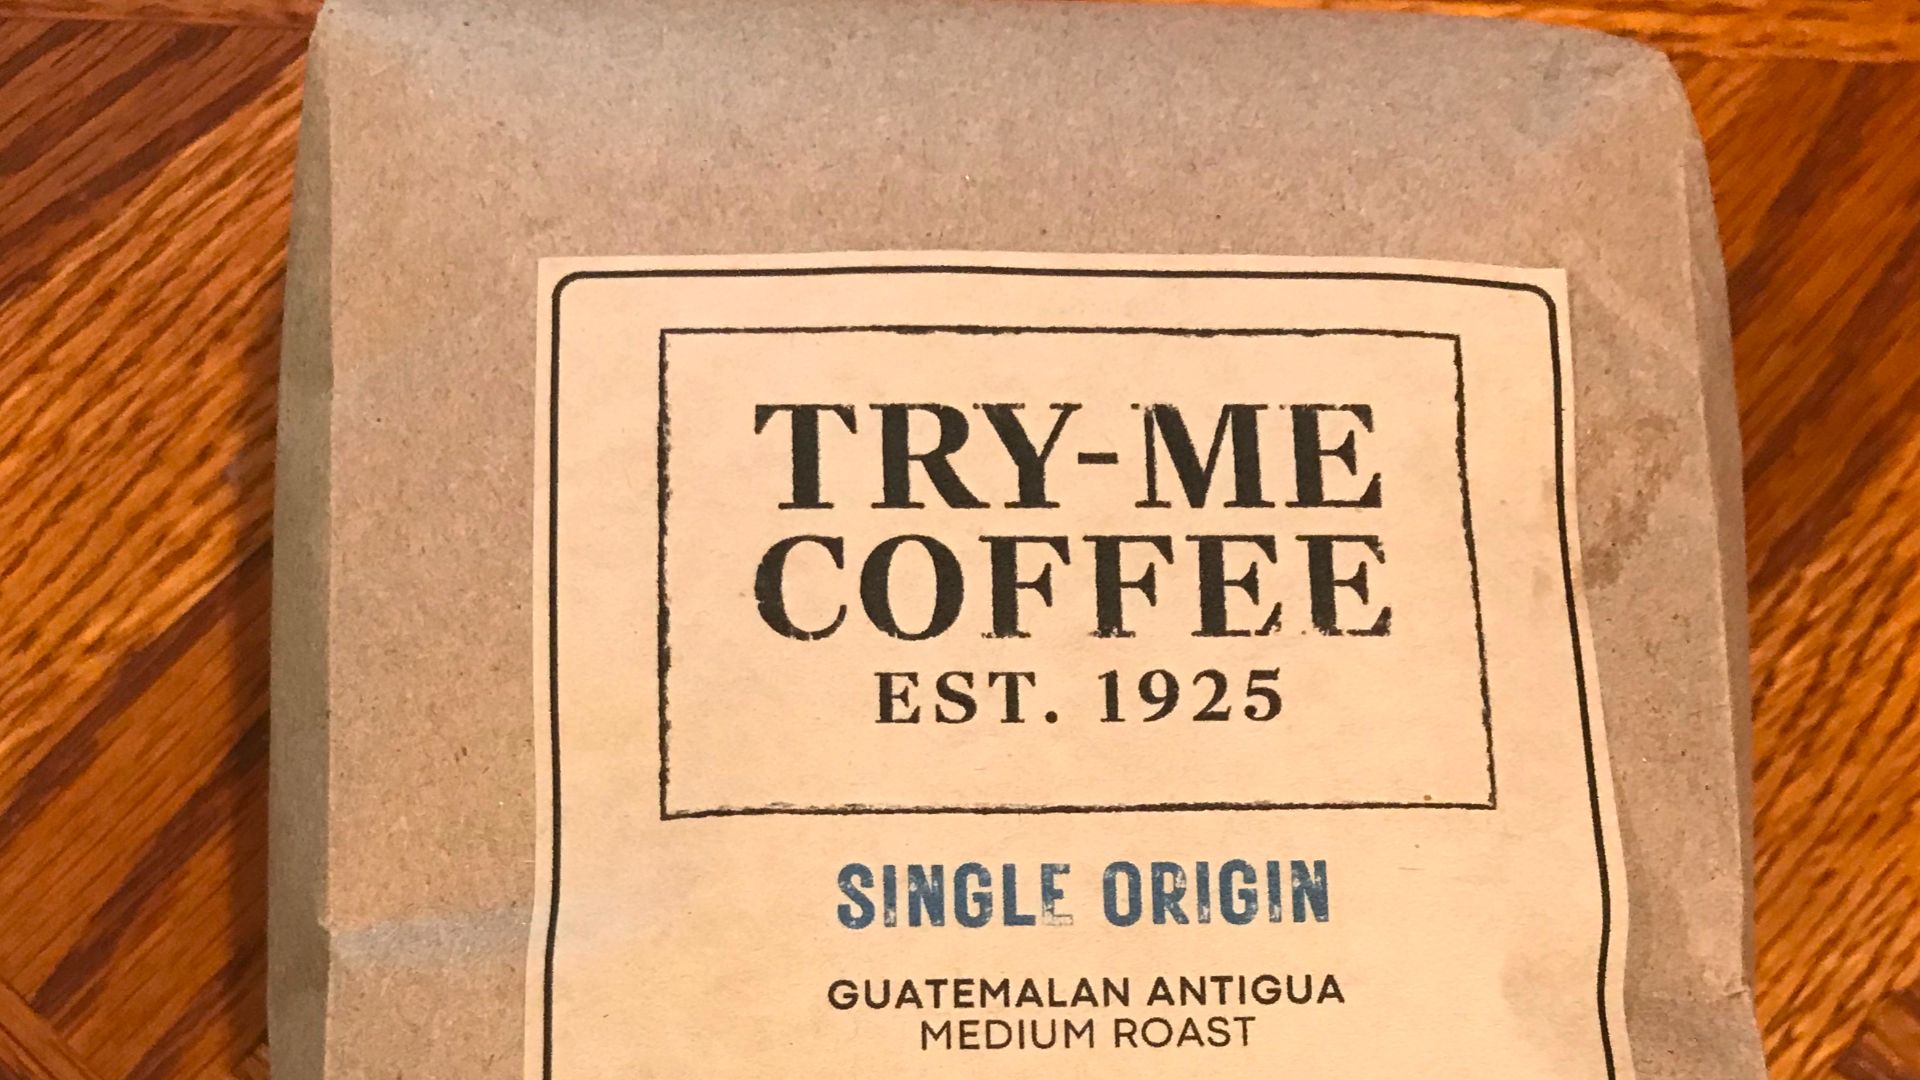 TRY-ME
COFFEE
EST. 1925
SINGLE ORIGIN
GUATEMALAN ANTIGUA
MEDIUM ROAST